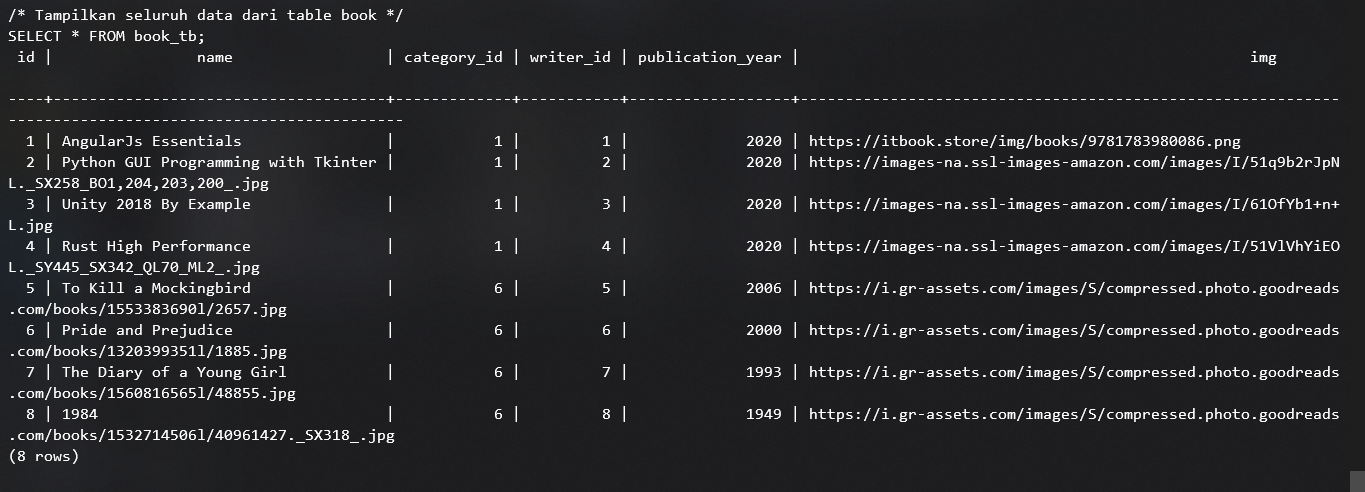 /* Tampilkan seluruh data dari table book */
SELECT * FROM book_tb;
 id |                name                 | category_id | writer_id | publication_year |                                                  img
----+-------------------------------------+-------------+-----------+------------------+------------------------------------------------------------
--------------------------------------------
  1 | AngularJs Essentials                |           1 |         1 |             2020 | https://itbook.store/img/books/9781783980086.png
  2 | Python GUI Programming with Tkinter |           1 |         2 |             2020 | https://images-na.ssl-images-amazon.com/images/I/51q9b2rJpN
L._SX258_BO1,204,203,200_.jpg
  3 | Unity 2018 By Example               |           1 |         3 |             2020 | https://images-na.ssl-images-amazon.com/images/I/61OfYb1+n+
L.jpg
  4 | Rust High Performance               |           1 |         4 |             2020 | https://images-na.ssl-images-amazon.com/images/I/51VlVhYiEO
L._SY445_SX342_QL70_ML2_.jpg
  5 | To Kill a Mockingbird               |           6 |         5 |             2006 | https://i.gr-assets.com/images/S/compressed.photo.goodreads
.com/books/1553383690l/2657.jpg
  6 | Pride and Prejudice                 |           6 |         6 |             2000 | https://i.gr-assets.com/images/S/compressed.photo.goodreads
.com/books/1320399351l/1885.jpg
  7 | The Diary of a Young Girl           |           6 |         7 |             1993 | https://i.gr-assets.com/images/S/compressed.photo.goodreads
.com/books/1560816565l/48855.jpg
  8 | 1984                                |           6 |         8 |             1949 | https://i.gr-assets.com/images/S/compressed.photo.goodreads
.com/books/1532714506l/40961427._SX318_.jpg
(8 rows)